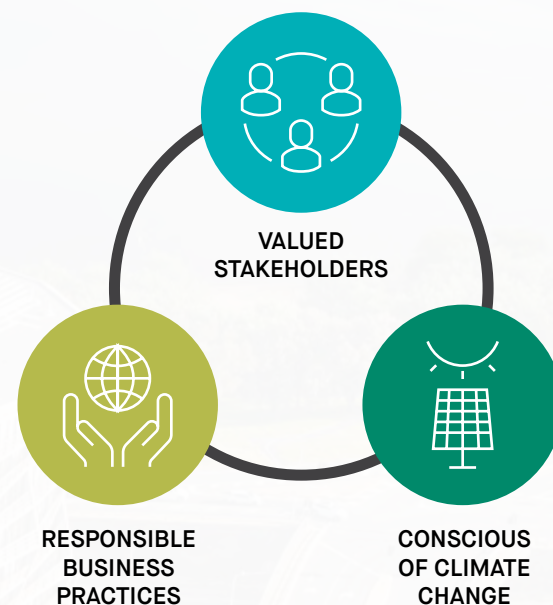 VALUED
STAKEHOLDERS
RESPONSIBLE
BUSINESS
PRACTICES
CONSCIOUS
OF CLIMATE
CHANGE